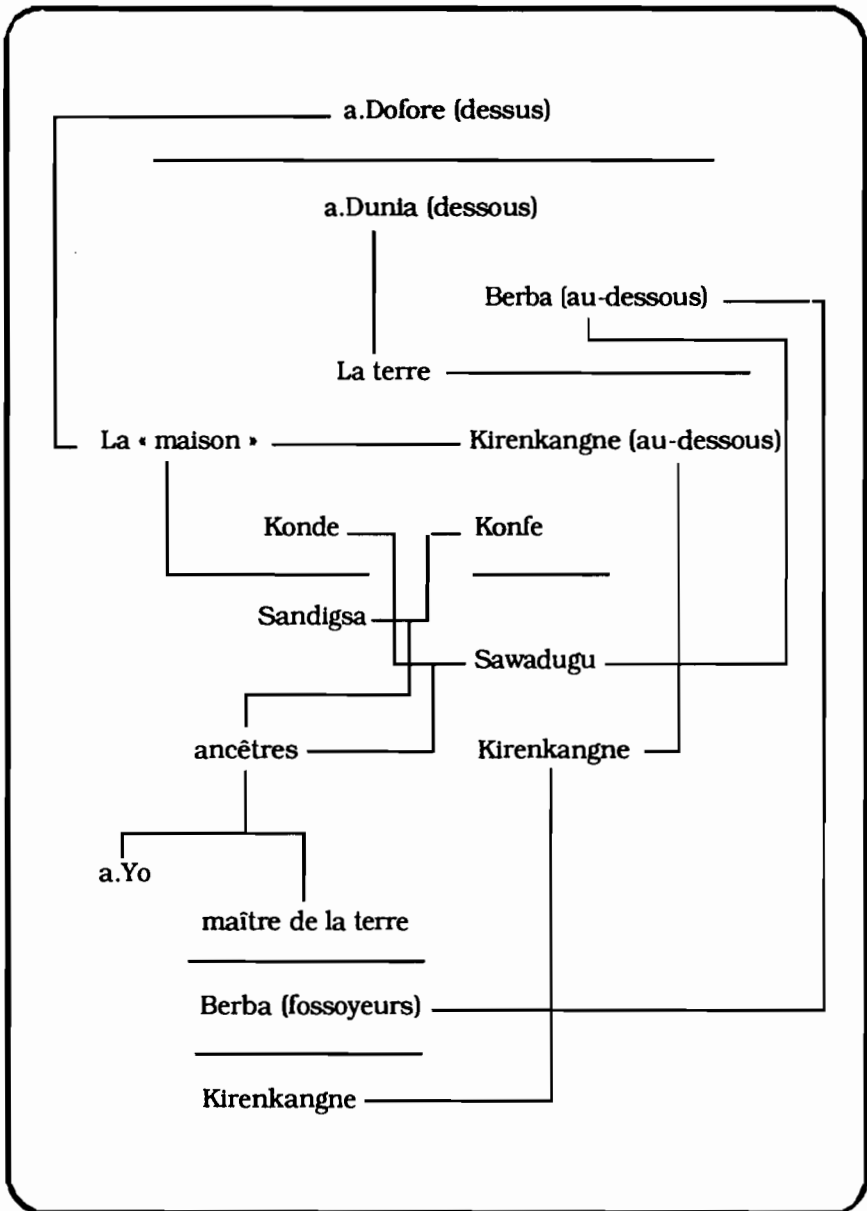 a.Dofore (dessus)
a.Dunia (dessous)
Berba (au-dessous)
La terre
La « maison » Kirenkangne (au-dessous)
Konde Konfe
Sandigsa
Sawadugu
ancêtres Kirenkangne
a.Yo
maître de la terre
Berba (fossoyeurs)
Kirenkangne